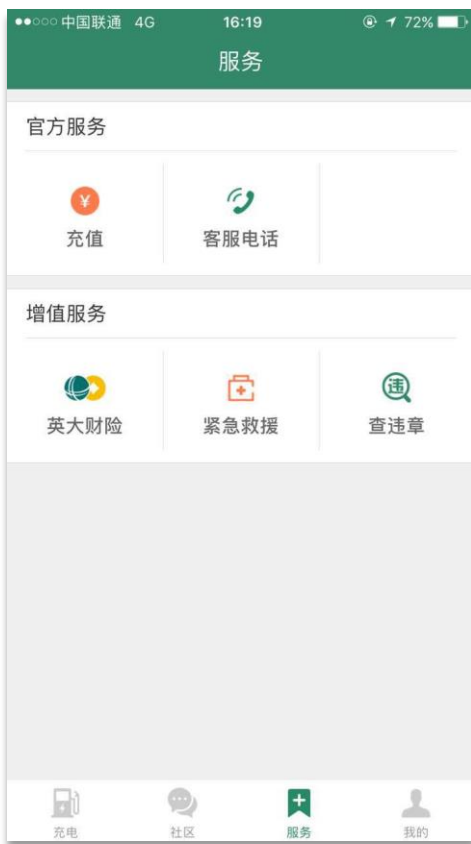 中国联通 4G 16:19 72%
服务
官方服务
¥
充值 客服电话
增值服务
违
英大财险 紧急救援 查违章
充电 社区 服务 我的